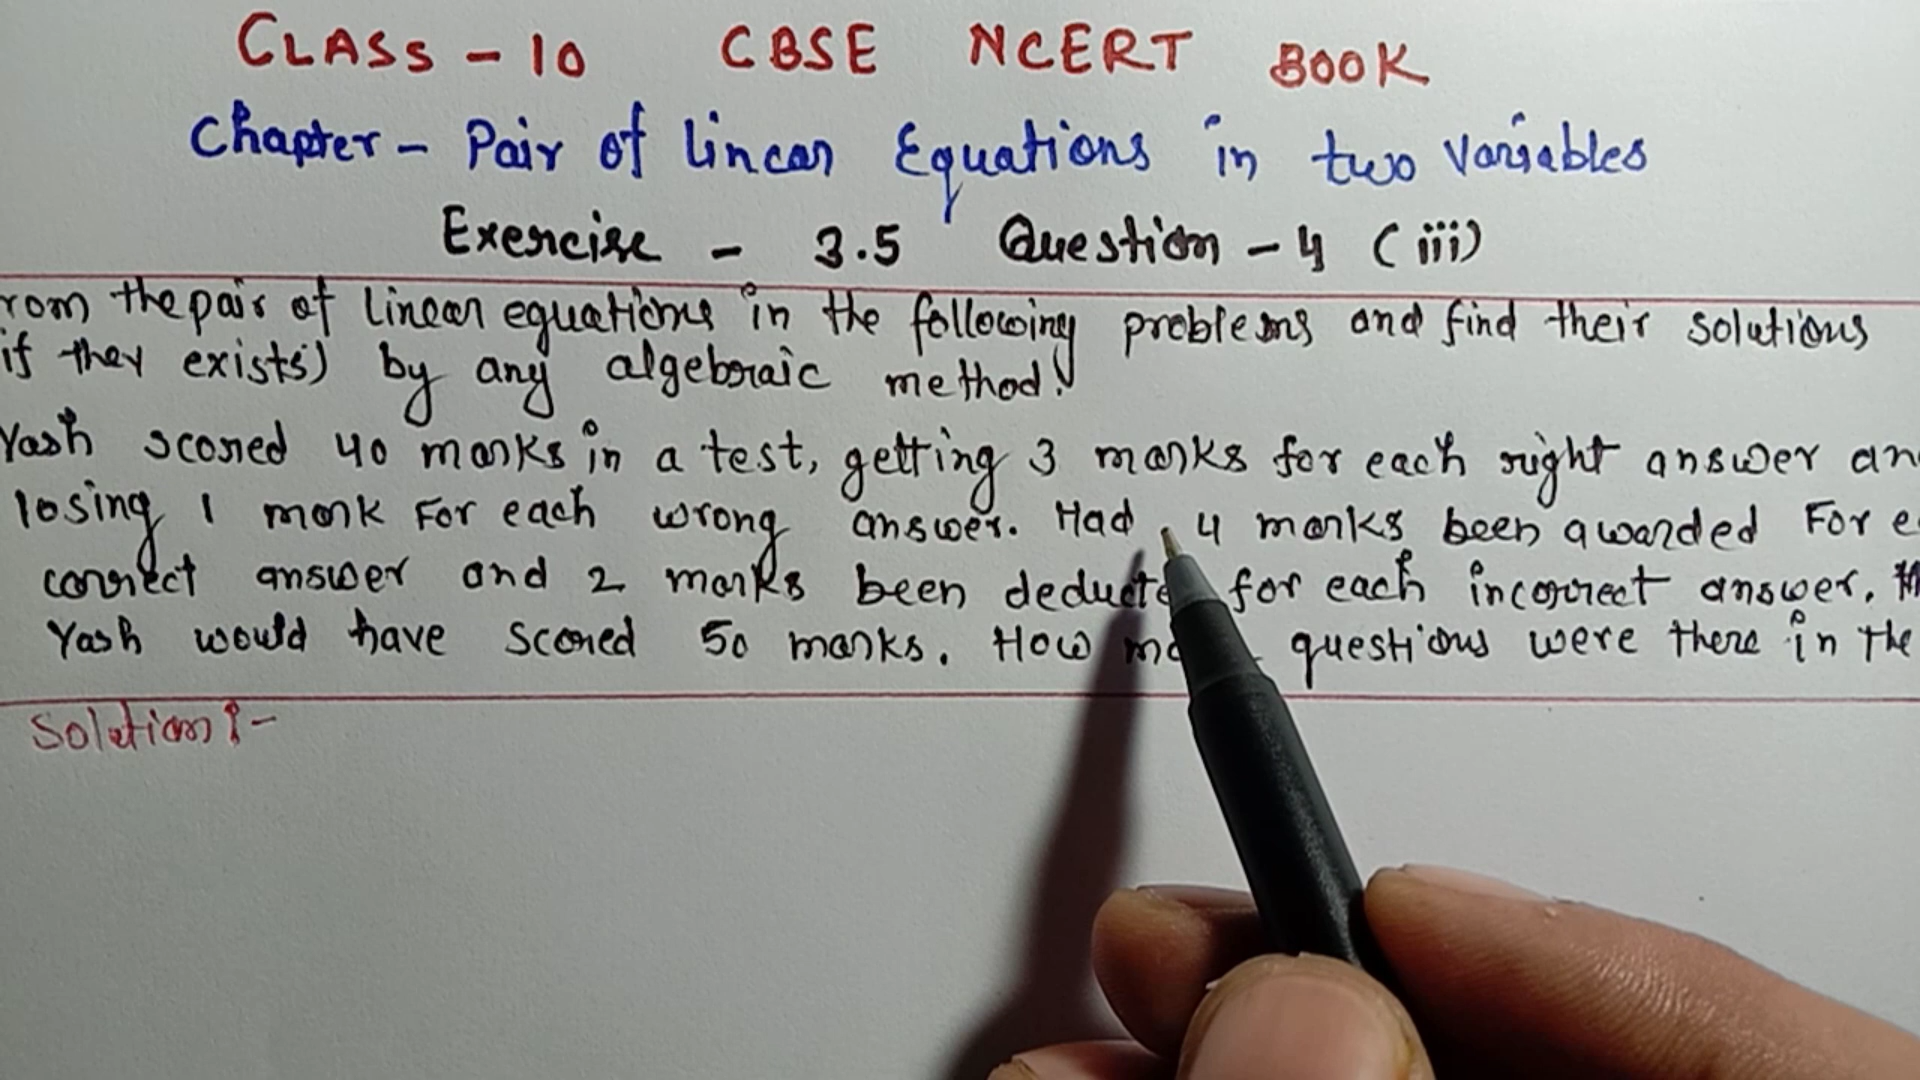 CLASS - 10 CBSE NCERT BOOK
Chapter - Pair of linear Equations in two Variables
Exercise - 3.5 Question - 4 (iii)
rom the pair of linear equations in the following problems and find their solutions
if they exists) by any algebraic method:
Yash scored 40 marks in a test, getting 3 marks for each right answer an
losing 1 mark For each wrong answer. Had 4 marks been awarded For e
correct answer and 2 marks been deducte for each incorrect answer.
Yash would have scored 50 marks. How questions were there in the
Solution :-